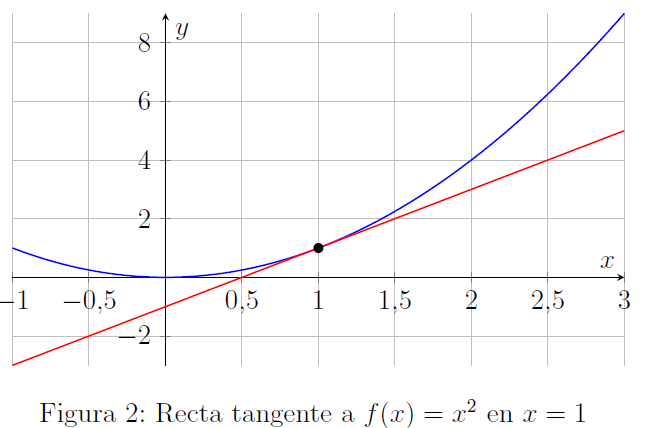 y
8
6
4
2
x
−1 −0,5 0,5 1 1,5 2 2,5 3
−2
Figura 2: Recta tangente a f(x) = x² en x = 1